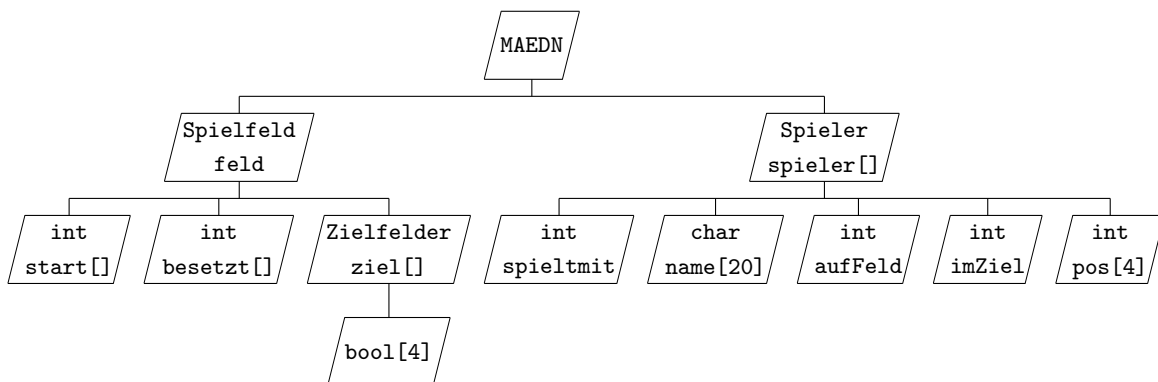 MAEDN
Spielfeld
feld
Spieler
spieler[]
int
start[]
int
besetzt[]
Zielfelder
ziel[]
int
spieltmit
char
name[20]
int
aufFeld
int
imZiel
int
pos[4]
bool[4]